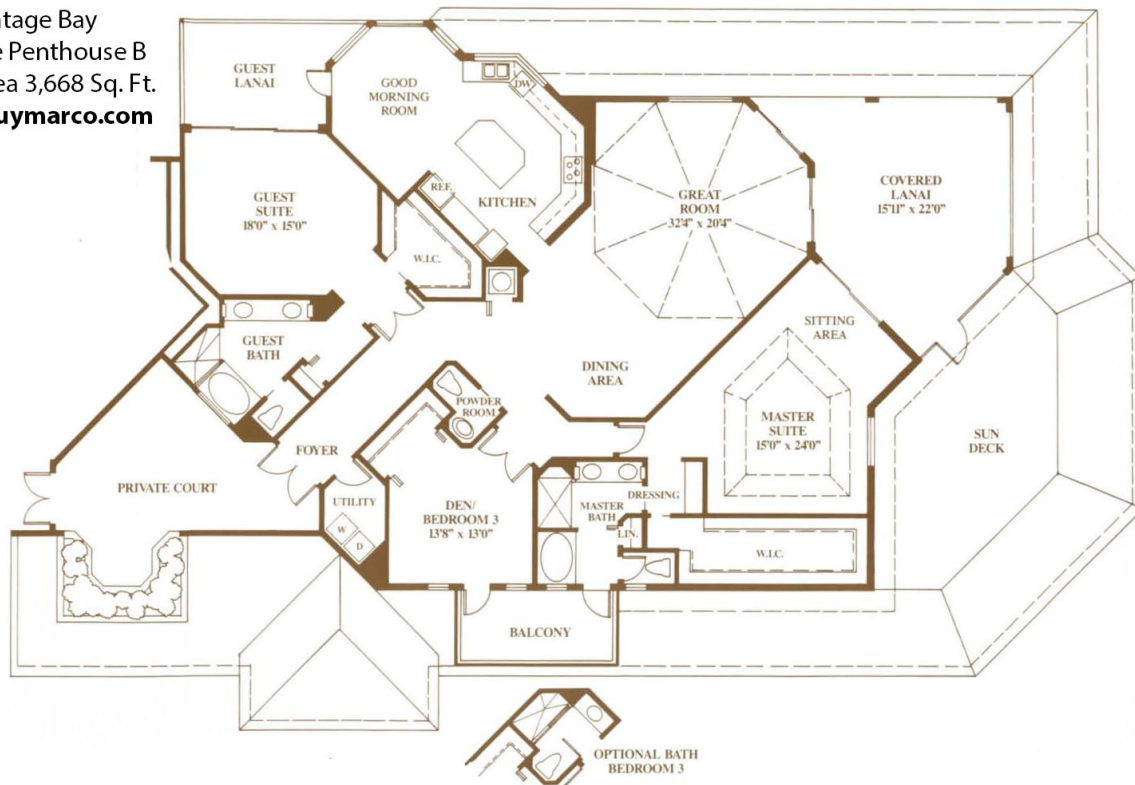 ntage Bay
Penthouse B
ea 3,668 Sq. Ft.
uymarco.com
GUEST
LANAI
GOOD
MORNING
ROOM
DW
GUEST
SUITE
18'0" x 15'0"
REF.
KITCHEN
W.I.C.
GREAT
ROOM
32'4" x 20'4"
COVERED
LANAI
15'11" x 22'0"
SITTING
AREA
GUEST
BATH
DINING
AREA
POWDER
ROOM
MASTER
SUITE
15'0" x 24'0"
SUN
DECK
FOYER
PRIVATE COURT
UTILITY
W
D
DEN/
BEDROOM 3
13'8" x 13'0"
MASTER
BATH
DRESSING
LIN.
W.I.C.
BALCONY
OPTIONAL BATH
BEDROOM 3